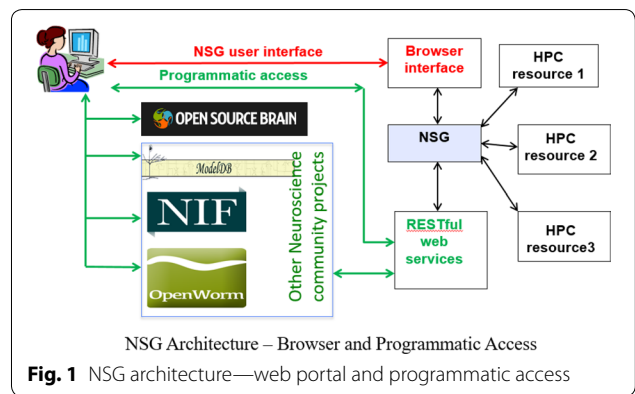 NSG user interface
Programmatic access
Browser
interface
HPC
resource 1
OPEN SOURCE BRAIN
NSG
HPC
resource 2
ModelDB
NIF
OpenWorm
Other Neuroscience
community projects
RESTful
web
services
HPC
resource3
NSG Architecture – Browser and Programmatic Access
Fig. 1 NSG architecture—web portal and programmatic access